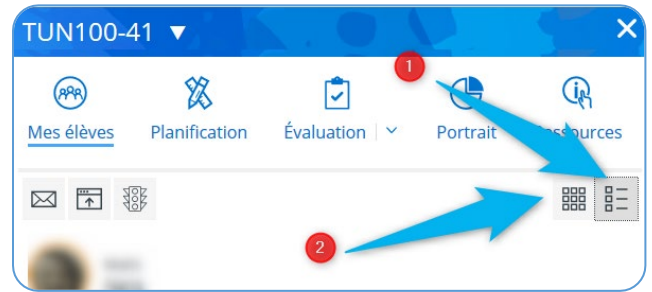 TUN100-41
1
Mes élèves Planification Évaluation Portrait Ressources
2